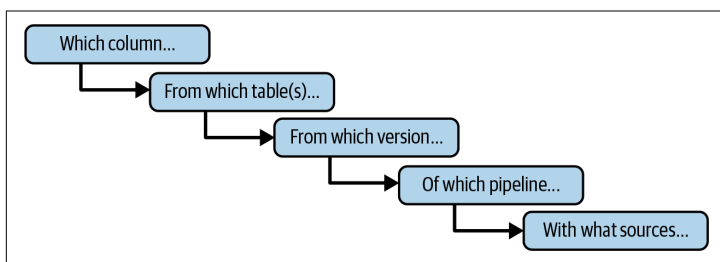 Which column...
From which table(s)...
From which version...
Of which pipeline...
With what sources...